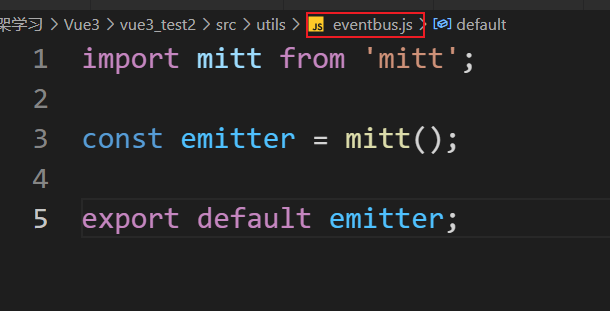 架学习 > Vue3 > vue3_test2 > src > utils > JS eventbus.js > default
1 import mitt from 'mitt';
2
3 const emitter = mitt();
4
5 export default emitter;